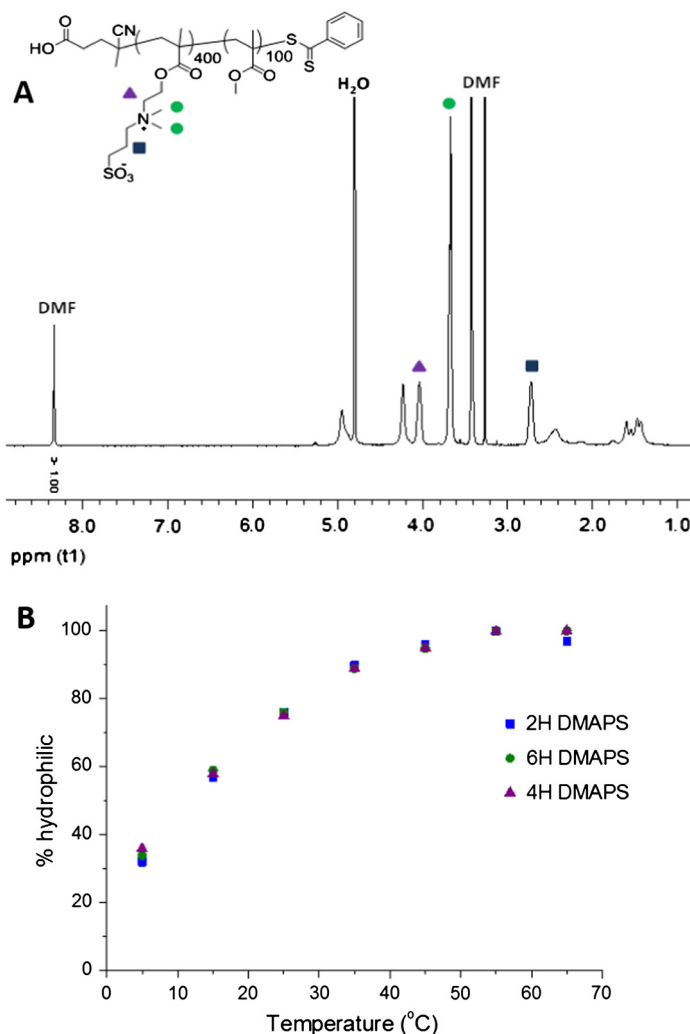 CN
O
HO
S
400
100
S
O
O
O
O
A
H₂O
DMF
N
+
SO₃⁻
DMF
1.00
8.0 7.0 6.0 5.0 4.0 3.0 2.0 1.0
ppm (t1)
B
100
80
60
40
20
0
% hydrophilic
2H DMAPS
6H DMAPS
4H DMAPS
0 10 20 30 40 50 60 70
Temperature (°C)